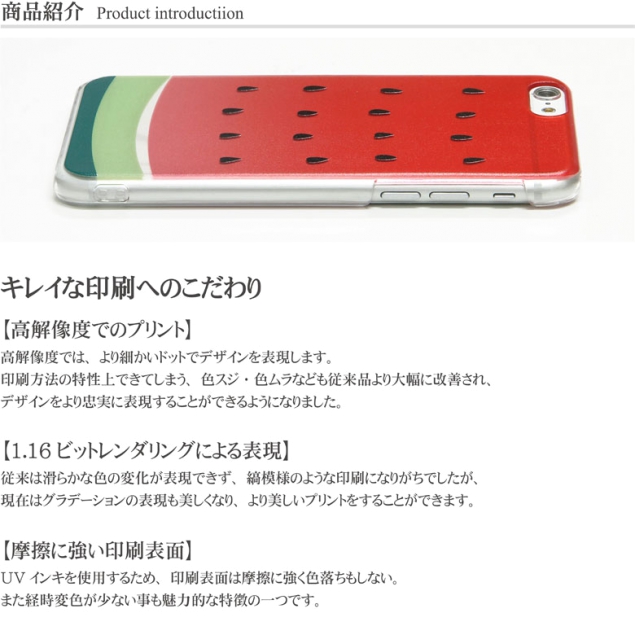 商品紹介 Product introductiion
キレイな印刷へのこだわり
【高解像度でのプリント】
高解像度では、より細かいドットでデザインを表現します。
印刷方法の特性上できてしまう、色スジ・色ムラなども従来品より大幅に改善され、
デザインをより忠実に表現することができるようになりました。
【1.16ビットレンダリングによる表現】
従来は滑らかな色の変化が表現できず、縞模様のような印刷になりがちでしたが、
現在はグラデーションの表現も美しくなり、より美しいプリントをすることができます。
【摩擦に強い印刷表面】
UVインキを使用するため、印刷表面は摩擦に強く色落ちもしない。
また経時変色が少ない事も魅力的な特徴の一つです。